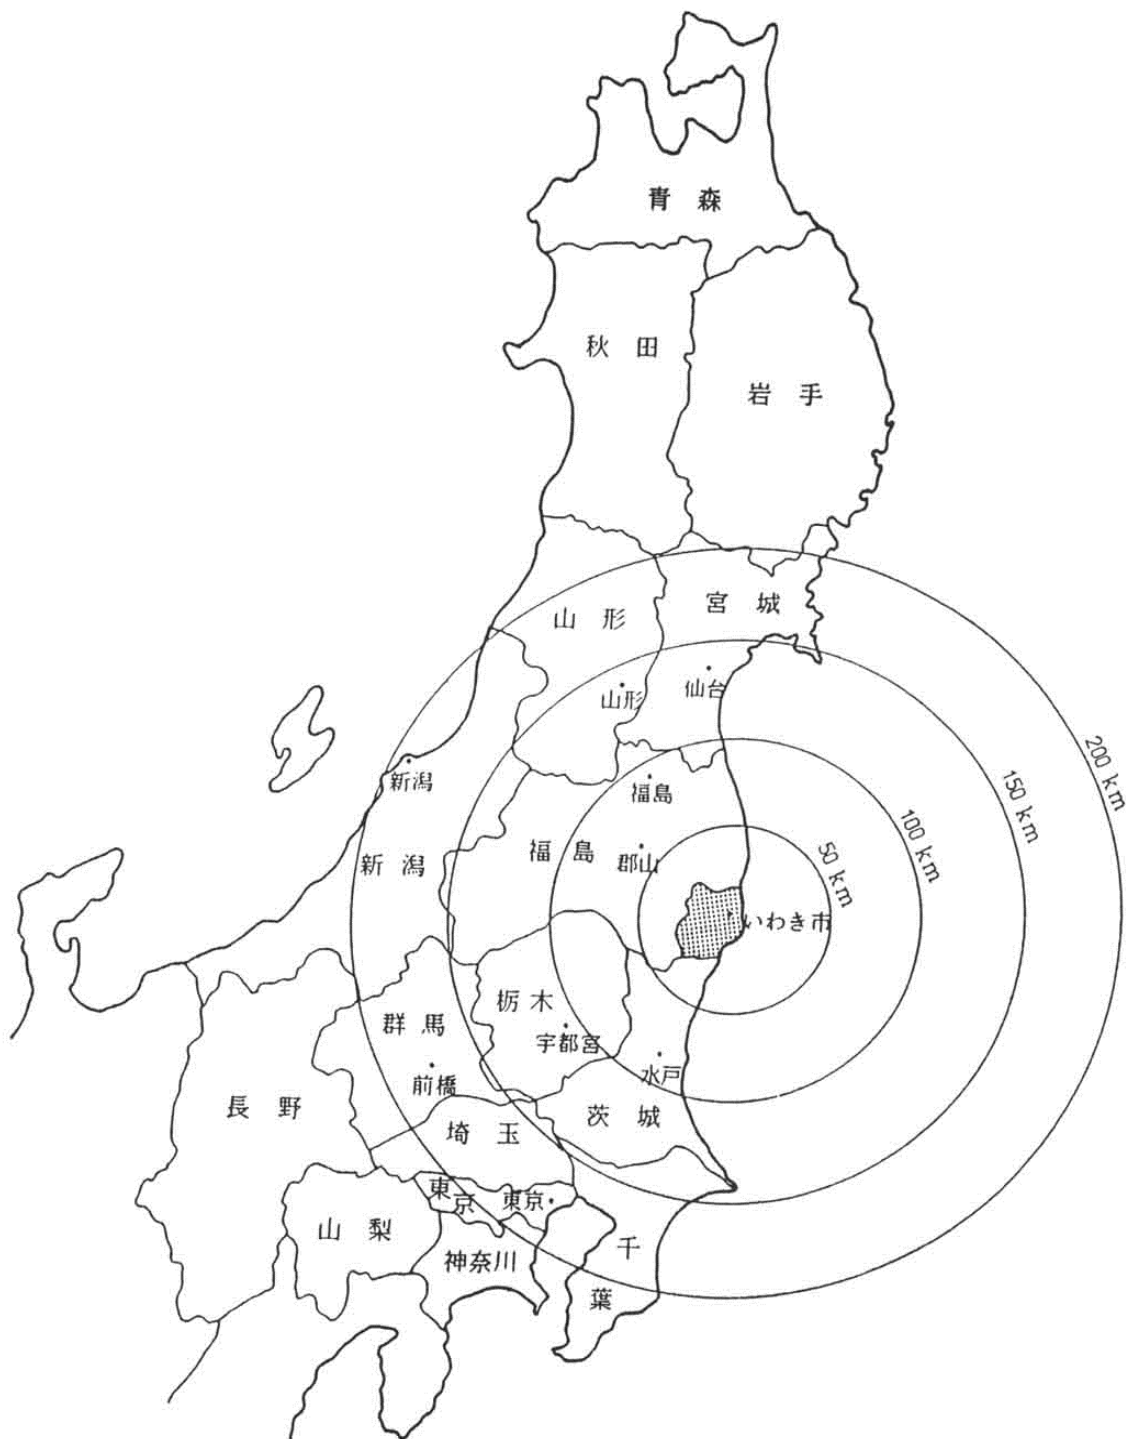 青森
秋田
岩手
山形
宮城
山形
仙台
新潟
福島
新潟
福島
郡山
いわき市
50 km
100 km
150 km
200 km
栃木
宇都宮
群馬
前橋
水戸
茨城
長野
埼玉
東京
東京
山梨
神奈川
千葉